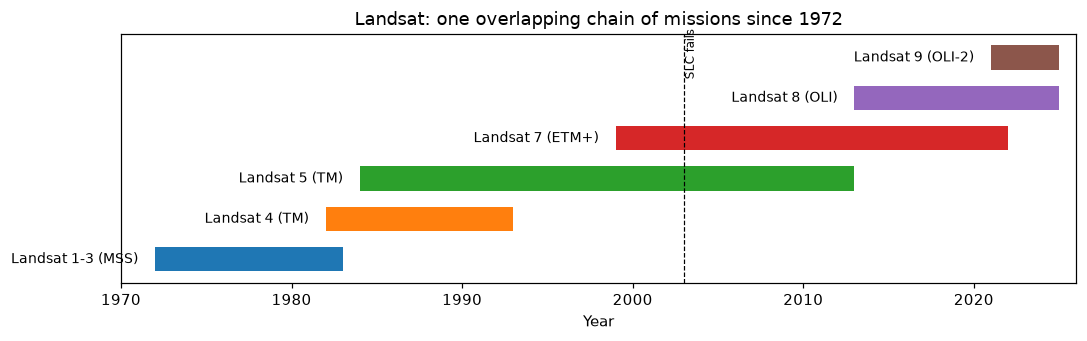 Landsat: one overlapping chain of missions since 1972
SLC fails
Landsat 9 (OLI-2)
Landsat 8 (OLI)
Landsat 7 (ETM+)
Landsat 5 (TM)
Landsat 4 (TM)
Landsat 1-3 (MSS)
1970 1980 1990 2000 2010 2020
Year